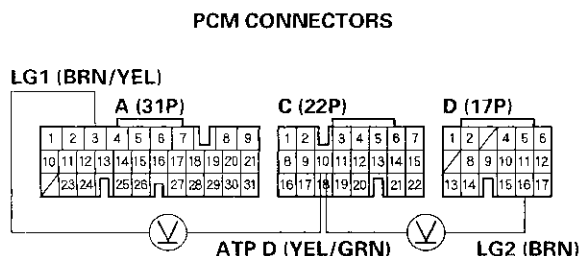 PCM CONNECTORS
LG1 (BRN/YEL)
A (31P) C (22P) D (17P)
1 2 3 4 5 6 7 8 9 1 2 3 4 5 6 7 1 2 4 5 6
10 11 12 13 14 15 16 17 18 19 20 21 8 9 10 11 12 13 14 15 8 9 10 11 12
23 24 25 26 27 28 29 30 31 16 17 18 19 20 21 22 13 14 15 16 17
V V
ATP D (YEL/GRN) LG2 (BRN)